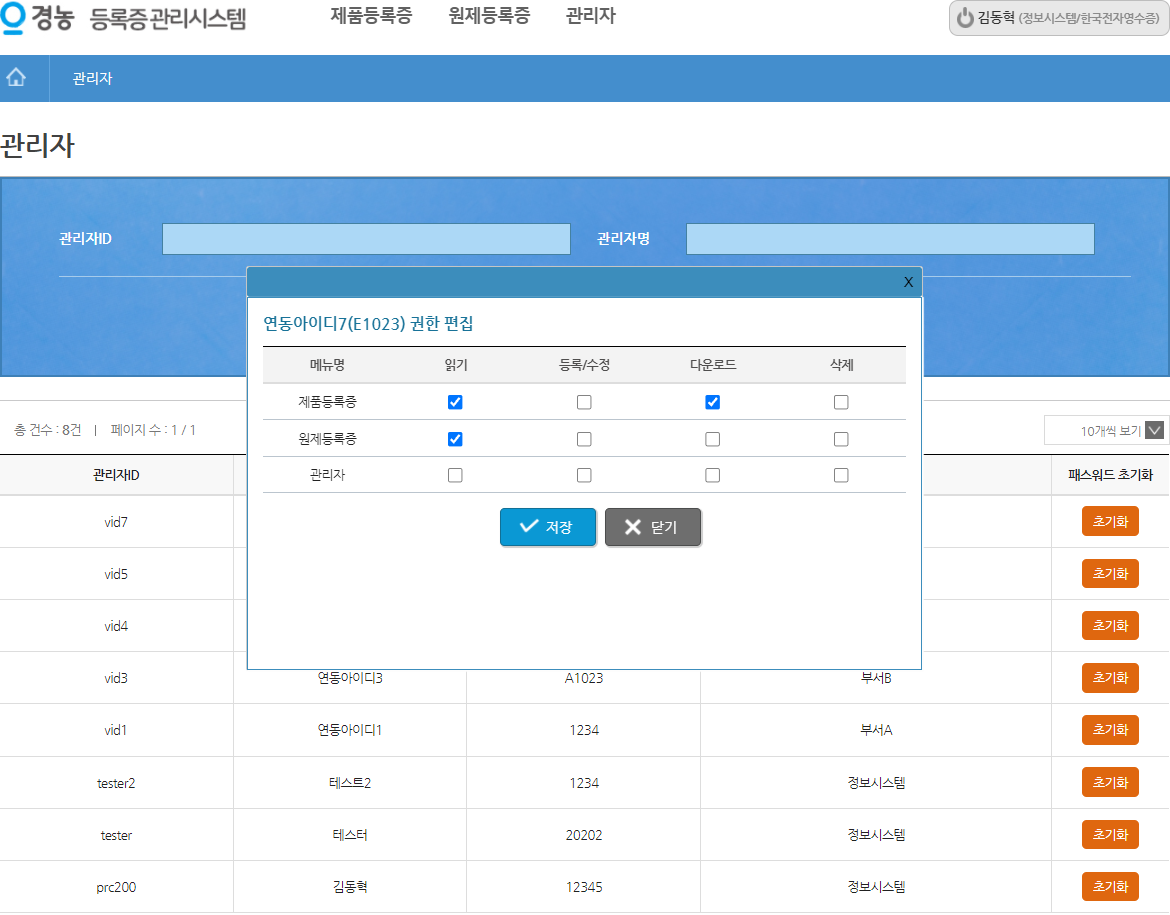 경농 등록증관리시스템 제품등록증 원제등록증 관리자 김동혁 (정보시스템/한국전자영수증)
관리자
관리자
관리자ID 관리자명
X
연동아이디7(E1023) 권한 편집
메뉴명 읽기 등록/수정 다운로드 삭제
제품등록증
원제등록증
관리자
저장 닫기
총 건수 : 8건 | 페이지 수 : 1 / 1 10개씩 보기
관리자ID 패스워드 초기화
vid7 초기화
vid5 초기화
vid4 초기화
vid3 연동아이디3 A1023 부서B 초기화
vid1 연동아이디1 1234 부서A 초기화
tester2 테스트2 1234 정보시스템 초기화
tester 테스터 20202 정보시스템 초기화
prc200 김동혁 12345 정보시스템 초기화